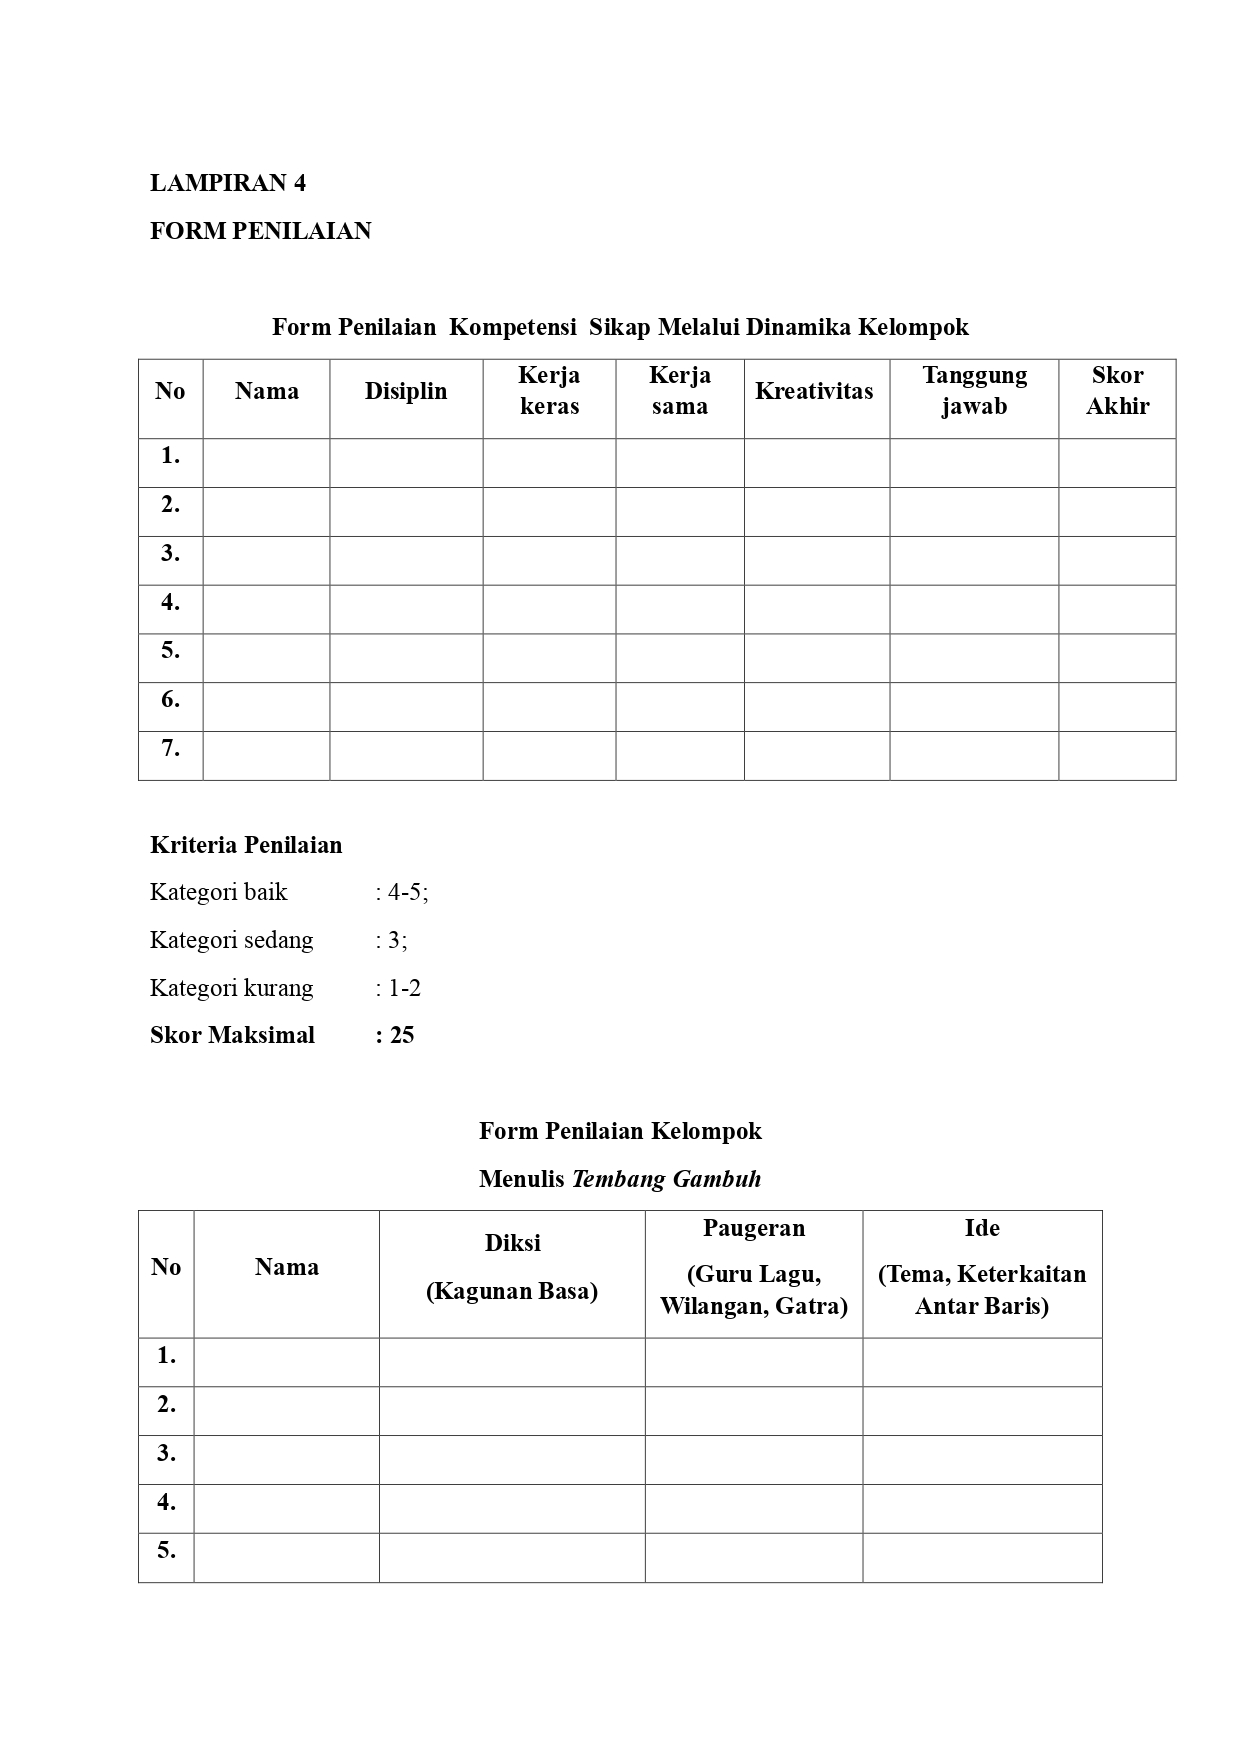 LAMPIRAN 4
FORM PENILAIAN
Form Penilaian Kompetensi Sikap Melalui Dinamika Kelompok
No Nama Disiplin Kerja keras Kerja sama Kreativitas Tanggung jawab Skor Akhir
1.
2.
3.
4.
5.
6.
7.
Kriteria Penilaian
Kategori baik : 4-5;
Kategori sedang : 3;
Kategori kurang : 1-2
Skor Maksimal : 25
Form Penilaian Kelompok
Menulis Tembang Gambuh
No Nama Diksi (Kagunan Basa) Paugeran (Guru Lagu, Wilangan, Gatra) Ide (Tema, Keterkaitan Antar Baris)
1.
2.
3.
4.
5.